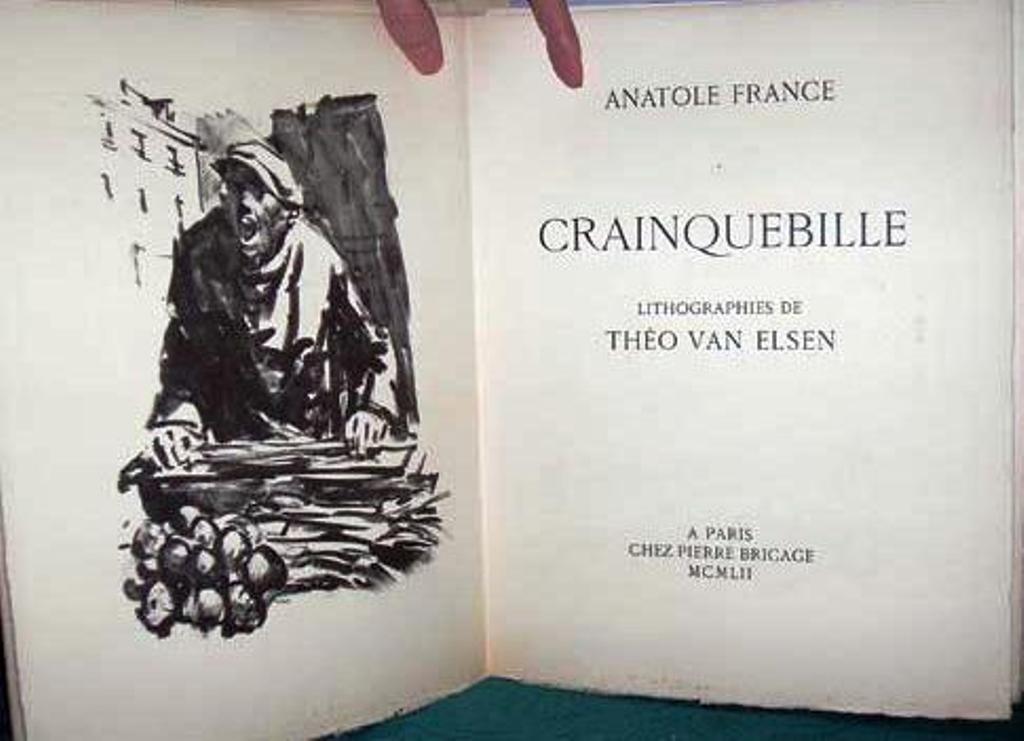 ANATOLE FRANCE
CRAINQUEBILLE
LITHOGRAPHIES DE
THÉO VAN ELSEN
A PARIS
CHEZ PIERRE BRICAGE
MCMLII